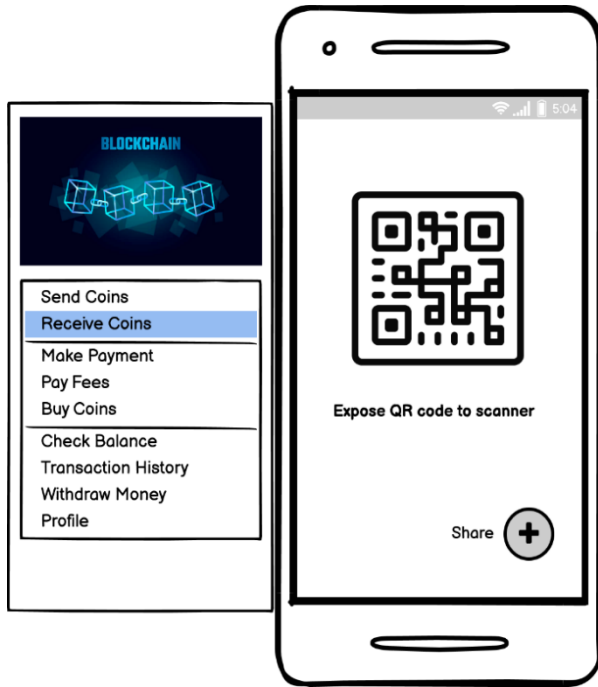 BLOCKCHAIN
Send Coins
Receive Coins
Make Payment
Pay Fees
Buy Coins
Check Balance
Transaction History
Withdraw Money
Profile
5:04
Expose QR code to scanner
Share